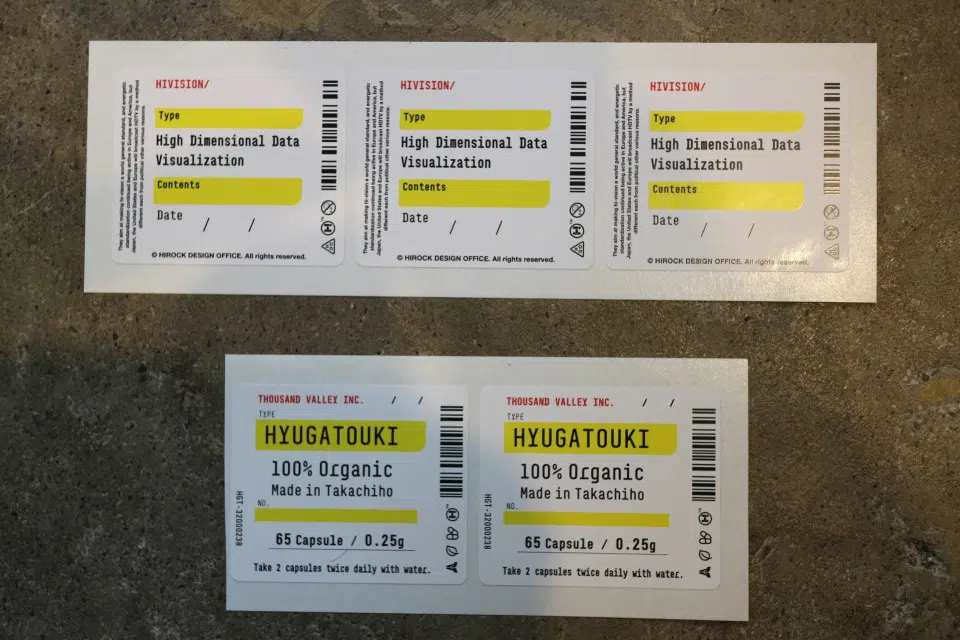 HIVISION/
Type
High Dimensional Data
Visualization
Contents
Date / /
They aim at making hi-vision a world general standard, and energetic
standardization continued being active in Europe and America, but
Japan, the United States and Europe will broadcast HDTV by a method
different each from political other various reasons.
© HIROCK DESIGN OFFICE. All rights reserved.
HIVISION/
Type
High Dimensional Data
Visualization
Contents
Date / /
They aim at making hi-vision a world general standard, and energetic
standardization continued being active in Europe and America, but
Japan, the United States and Europe will broadcast HDTV by a method
different each from political other various reasons.
© HIROCK DESIGN OFFICE. All rights reserved.
HIVISION/
Type
High Dimensional Data
Visualization
Contents
Date / /
They aim at making hi-vision a world general standard, and energetic
standardization continued being active in Europe and America, but
Japan, the United States and Europe will broadcast HDTV by a method
different each from political other various reasons.
© HIROCK DESIGN OFFICE. All rights reserved.
THOUSAND VALLEY INC. / /
TYPE
HYUGATOUKI
100% Organic
Made in Takachiho
NO.
65 Capsule / 0.25g
Take 2 capsules twice daily with water.
HGT-32000238
THOUSAND VALLEY INC. / /
TYPE
HYUGATOUKI
100% Organic
Made in Takachiho
NO.
65 Capsule / 0.25g
Take 2 capsules twice daily with water.
HGT-32000238